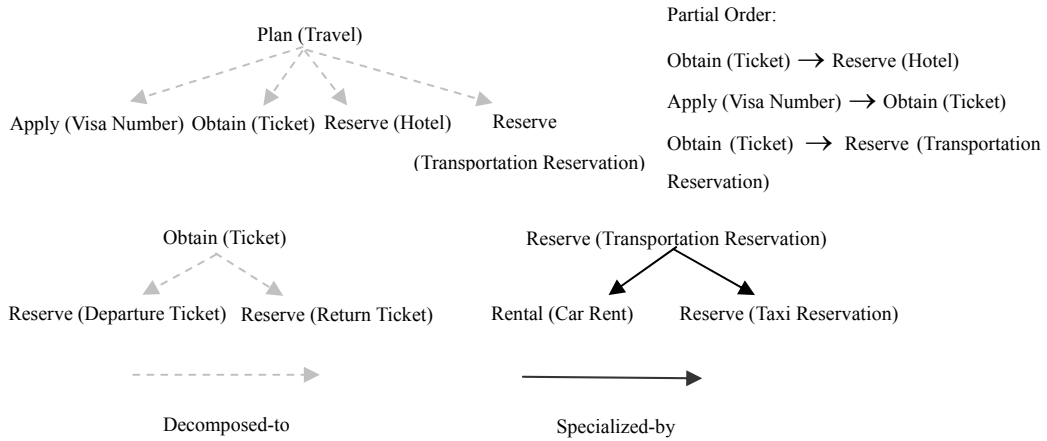 Partial Order:
Plan (Travel)
Obtain (Ticket) → Reserve (Hotel)
Apply (Visa Number) Obtain (Ticket) Reserve (Hotel) Reserve
(Transportation Reservation)
Apply (Visa Number) → Obtain (Ticket)
Obtain (Ticket) → Reserve (Transportation
Reservation)
Obtain (Ticket)
Reserve (Departure Ticket) Reserve (Return Ticket)
Reserve (Transportation Reservation)
Rental (Car Rent) Reserve (Taxi Reservation)
Decomposed-to
Specialized-by